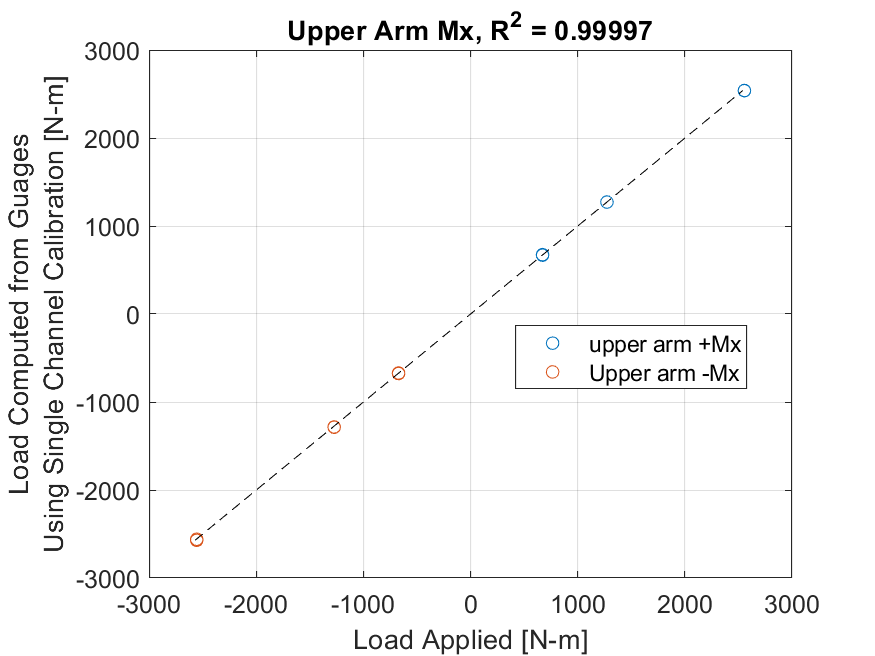 Upper Arm Mx, R2 = 0.99997
3000
2000
1000
0
-1000
-2000
-3000
Load Computed from Guages
Using Single Channel Calibration [N-m]
upper arm +Mx
Upper arm -Mx
-3000
-2000
-1000
0
1000
2000
3000
Load Applied [N-m]